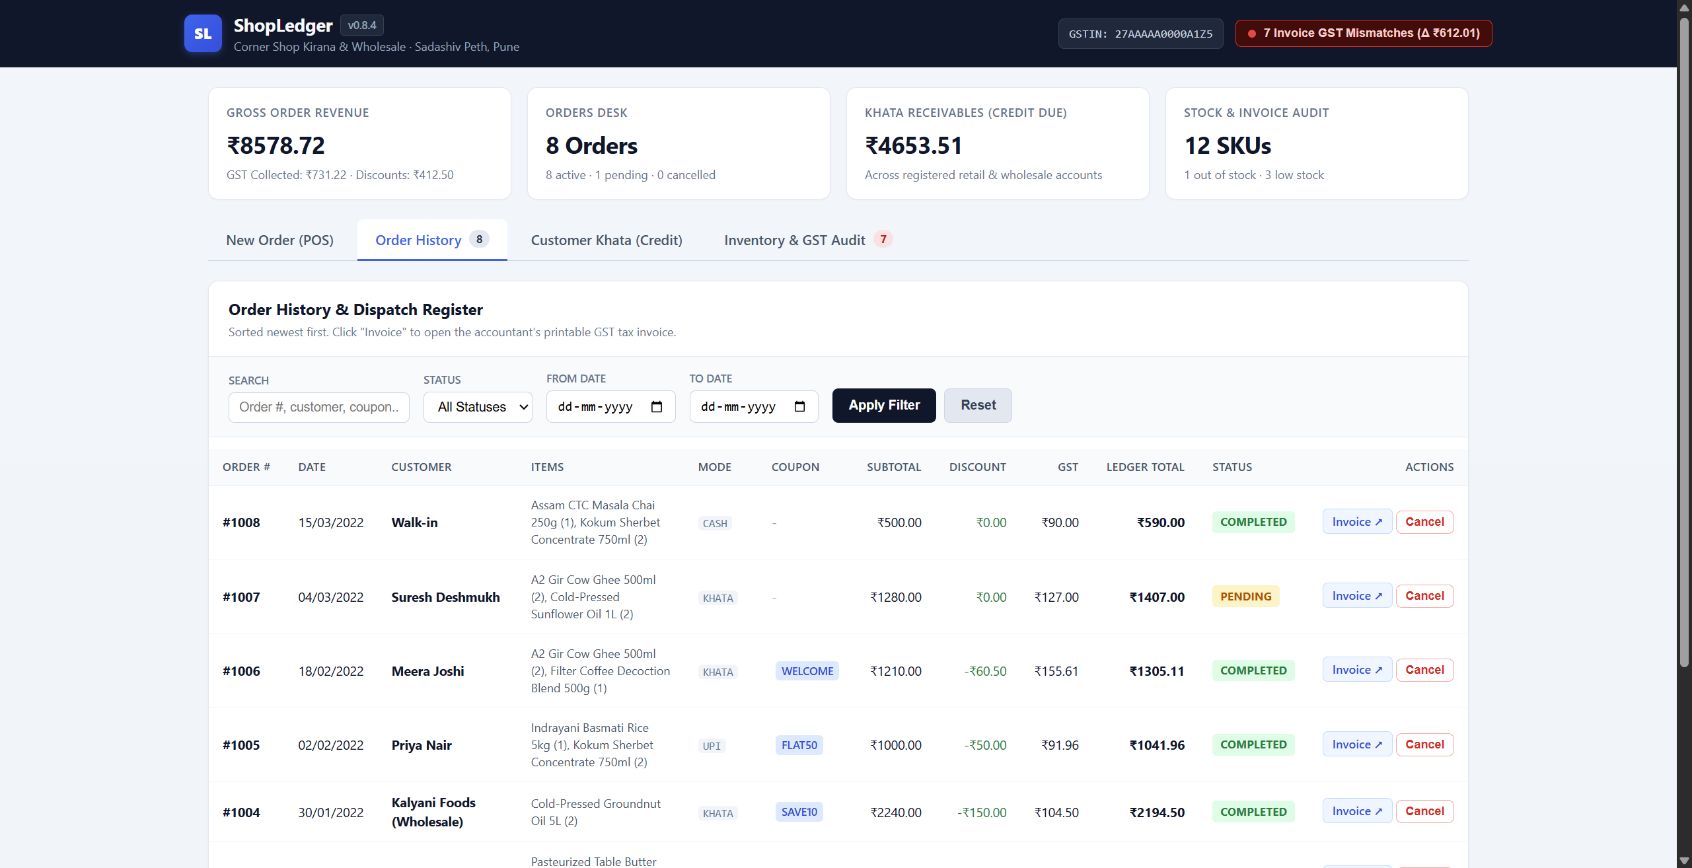 SL
ShopLedger v0.8.4
Corner Shop Kirana & Wholesale · Sadashiv Peth, Pune
GSTIN: 27AAAAA0000A1Z5
7 Invoice GST Mismatches (Δ ₹612.01)
GROSS ORDER REVENUE
₹8578.72
GST Collected: ₹731.22 · Discounts: ₹412.50
ORDERS DESK
8 Orders
8 active · 1 pending · 0 cancelled
KHATA RECEIVABLES (CREDIT DUE)
₹4653.51
Across registered retail & wholesale accounts
STOCK & INVOICE AUDIT
12 SKUs
1 out of stock · 3 low stock
New Order (POS)
Order History 8
Customer Khata (Credit)
Inventory & GST Audit 7
Order History & Dispatch Register
Sorted newest first. Click "Invoice" to open the accountant's printable GST tax invoice.
SEARCH
Order #, customer, coupon..
STATUS
All Statuses
FROM DATE
dd-mm-yyyy
TO DATE
dd-mm-yyyy
Apply Filter
Reset
ORDER # DATE CUSTOMER ITEMS MODE COUPON SUBTOTAL DISCOUNT GST LEDGER TOTAL STATUS ACTIONS
#1008 15/03/2022 Walk-in
Assam CTC Masala Chai
250g (1), Kokum Sherbet
Concentrate 750ml (2)
CASH - ₹500.00 ₹0.00 ₹90.00 ₹590.00 COMPLETED Invoice ↗ Cancel
#1007 04/03/2022 Suresh Deshmukh
A2 Gir Cow Ghee 500ml
(2), Cold-Pressed
Sunflower Oil 1L (2)
KHATA - ₹1280.00 ₹0.00 ₹127.00 ₹1407.00 PENDING Invoice ↗ Cancel
#1006 18/02/2022 Meera Joshi
A2 Gir Cow Ghee 500ml
(2), Filter Coffee Decoction
Blend 500g (1)
KHATA WELCOME ₹1210.00 -₹60.50 ₹155.61 ₹1305.11 COMPLETED Invoice ↗ Cancel
#1005 02/02/2022 Priya Nair
Indrayani Basmati Rice
5kg (1), Kokum Sherbet
Concentrate 750ml (2)
UPI FLAT50 ₹1000.00 -₹50.00 ₹91.96 ₹1041.96 COMPLETED Invoice ↗ Cancel
#1004 30/01/2022
Kalyani Foods
(Wholesale)
Cold-Pressed Groundnut
Oil 5L (2)
KHATA SAVE10 ₹2240.00 -₹150.00 ₹104.50 ₹2194.50 COMPLETED Invoice ↗ Cancel
Pasteurized Table Butter